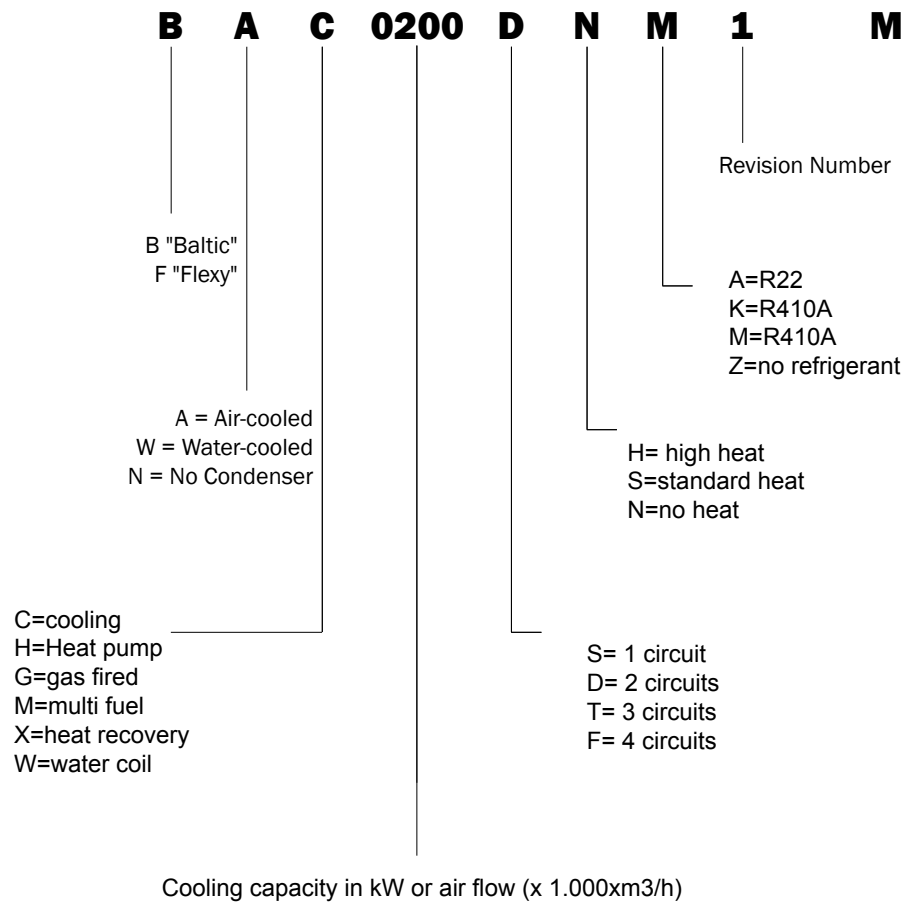 B A C 0200 D N M 1 M
Revision Number
B "Baltic"
F "Flexy"
A=R22
K=R410A
M=R410A
Z=no refrigerant
A = Air-cooled
W = Water-cooled
N = No Condenser
H= high heat
S=standard heat
N=no heat
C=cooling
H=Heat pump
G=gas fired
M=multi fuel
X=heat recovery
W=water coil
S= 1 circuit
D= 2 circuits
T= 3 circuits
F= 4 circuits
Cooling capacity in kW or air flow (x 1.000xm3/h)